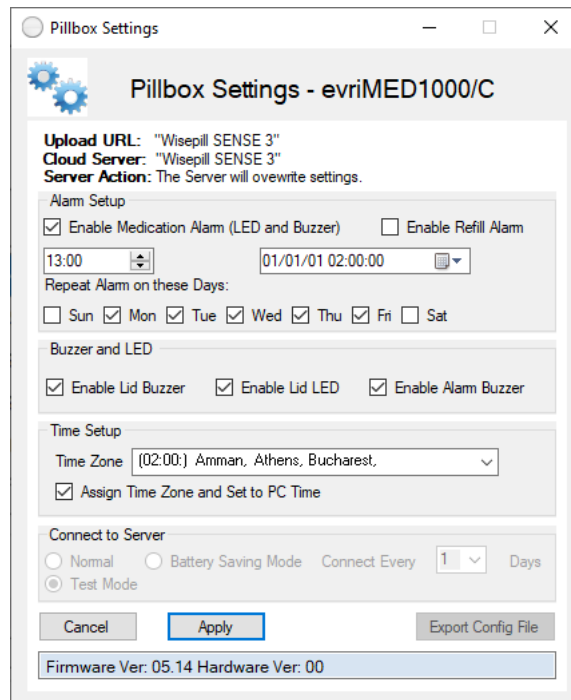 Pillbox Settings
Pillbox Settings - evriMED1000/C
Upload URL: "Wisepill SENSE 3"
Cloud Server: "Wisepill SENSE 3"
Server Action: The Server will ovewrite settings.
Alarm Setup
Enable Medication Alarm (LED and Buzzer) Enable Refill Alarm
13:00 01/01/01 02:00:00
Repeat Alarm on these Days:
Sun Mon Tue Wed Thu Fri Sat
Buzzer and LED
Enable Lid Buzzer Enable Lid LED Enable Alarm Buzzer
Time Setup
Time Zone (02:00:) Amman, Athens, Bucharest,
Assign Time Zone and Set to PC Time
Connect to Server
Normal Battery Saving Mode Connect Every 1 Days
Test Mode
Cancel Apply Export Config File
Firmware Ver: 05.14 Hardware Ver: 00